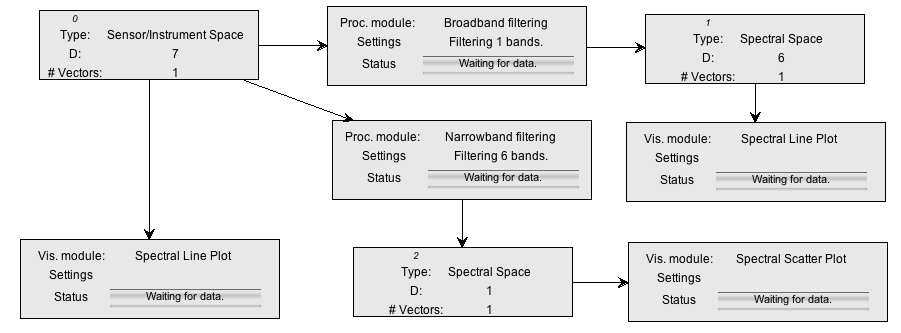 0
Type: Sensor/Instrument Space
D: 7
# Vectors: 1
Proc. module: Broadband filtering
Settings Filtering 1 bands.
Status Waiting for data.
1
Type: Spectral Space
D: 6
# Vectors: 1
Proc. module: Narrowband filtering
Settings Filtering 6 bands.
Status Waiting for data.
Vis. module: Spectral Line Plot
Settings
Status Waiting for data.
Vis. module: Spectral Line Plot
Settings
Status Waiting for data.
2
Type: Spectral Space
D: 1
# Vectors: 1
Vis. module: Spectral Scatter Plot
Settings
Status Waiting for data.